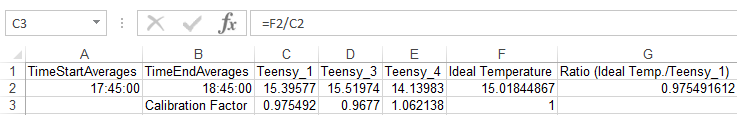 C3 fx =F2/C2
A B C D E F G
1 TimeStartAverages TimeEndAverages Teensy_1 Teensy_3 Teensy_4 Ideal Temperature Ratio (Ideal Temp./Teensy_1)
2 17:45:00 18:45:00 15.39577 15.51974 14.13983 15.01844867 0.975491612
3 Calibration Factor 0.975492 0.9677 1.062138 1